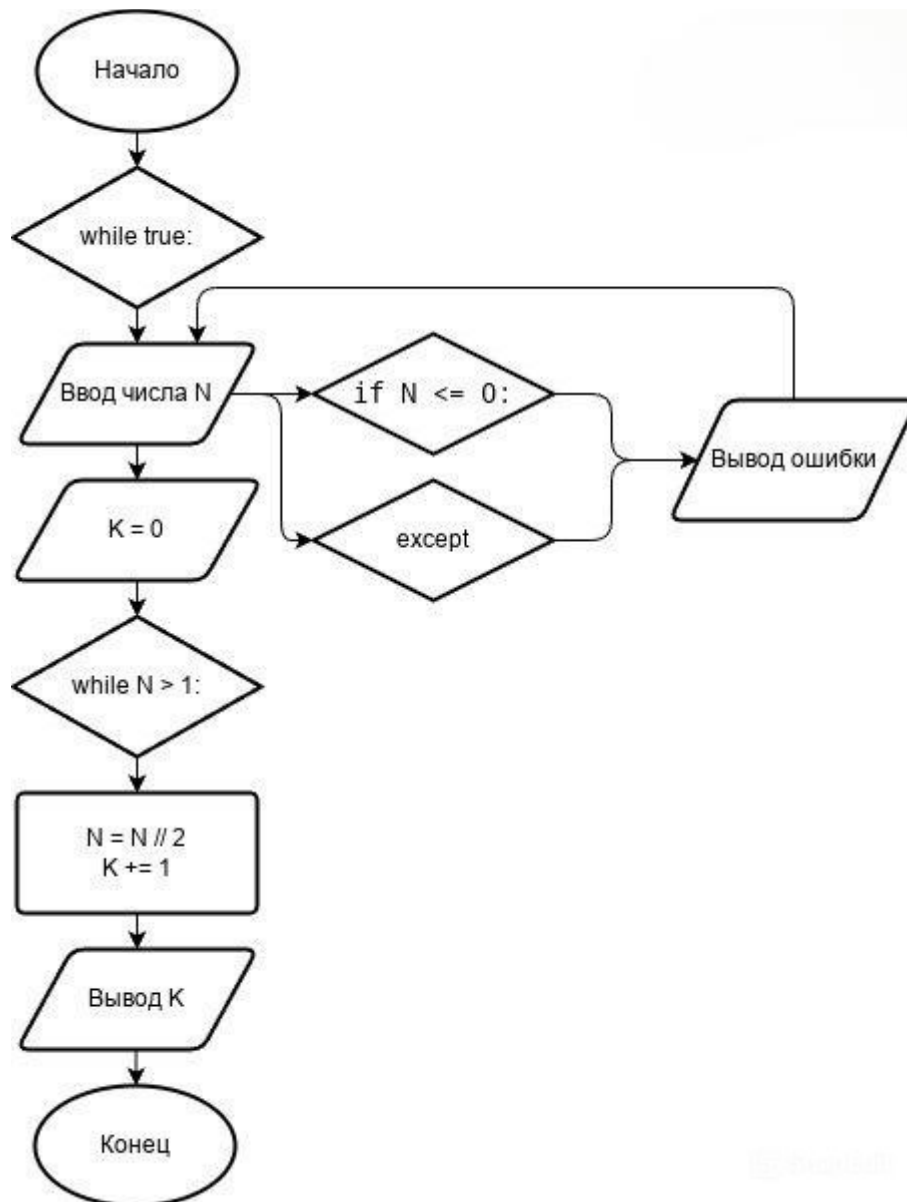 Начало
while true:
Ввод числа N
if N <= 0:
Вывод ошибки
K = 0
except
while N > 1:
N = N // 2
K += 1
Вывод K
Конец